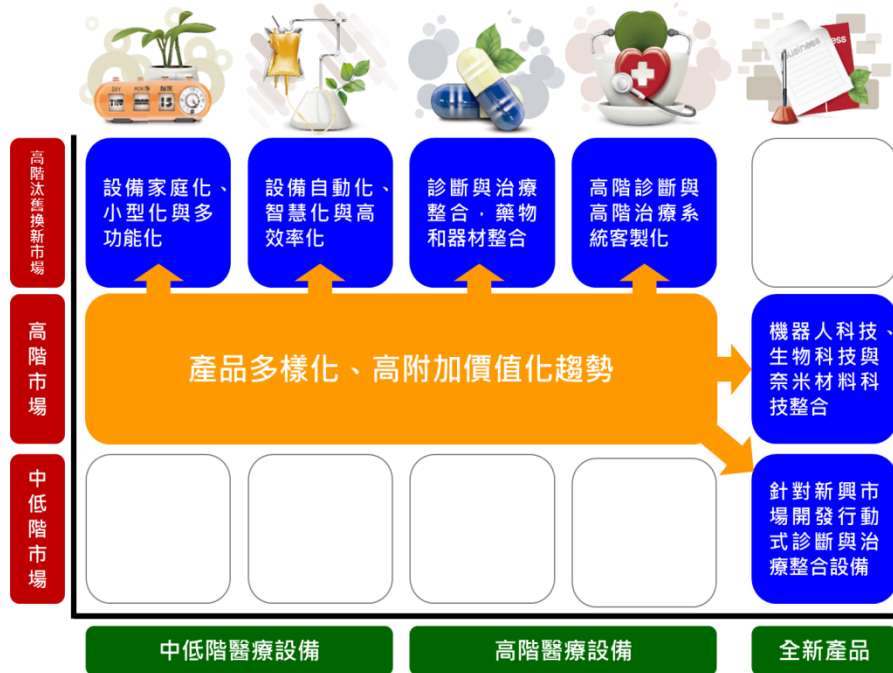 DAY MONTH DATE
15
Business
ness
高階汰舊換新市場
設備家庭化、
小型化與多
功能化
設備自動化、
智慧化與高
效率化
診斷與治療
整合，藥物
和器材整合
高階診斷與
高階治療系
統客製化
高階市場
產品多樣化、高附加價值化趨勢
機器人科技、
生物科技與
奈米材料科
技整合
中低階市場
針對新興市
場開發行動
式診斷與治
療整合設備
中低階醫療設備
高階醫療設備
全新產品